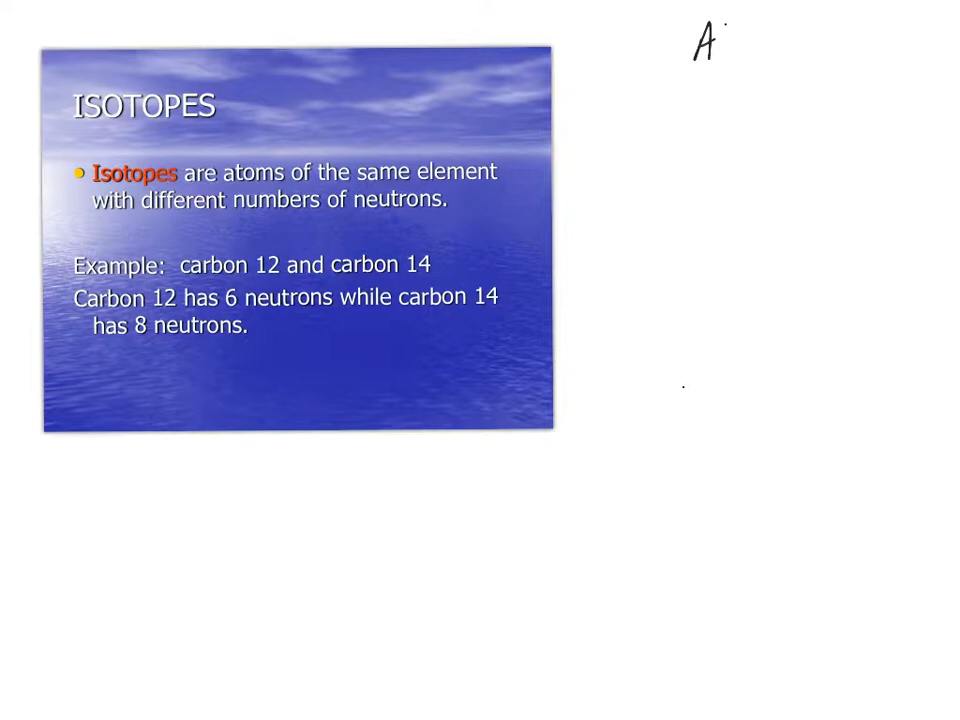 ISOTOPES
• Isotopes are atoms of the same element
with different numbers of neutrons.
Example: carbon 12 and carbon 14
Carbon 12 has 6 neutrons while carbon 14
has 8 neutrons.
A